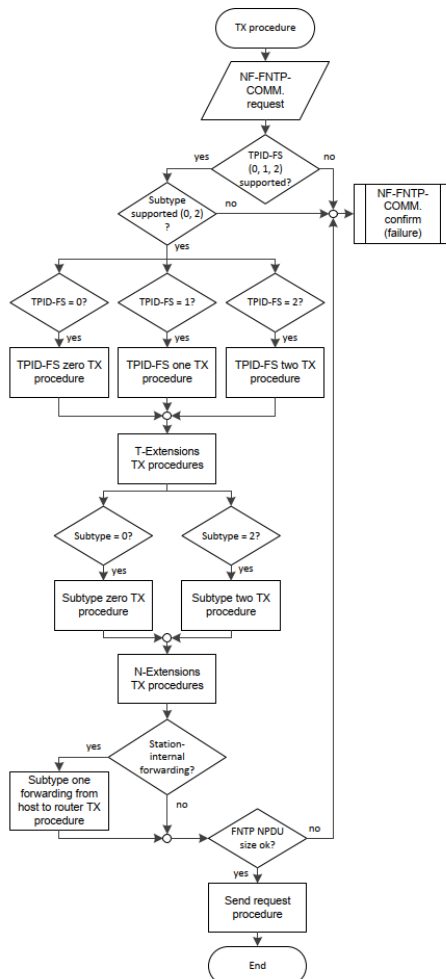 TX procedure
NF-FNTP-
COMM.
request
TPID-FS
(0, 1, 2)
supported?
yes
no
NF-FNTP-
COMM.
confirm
(failure)
Subtype
supported (0, 2)
?
no
yes
TPID-FS = 0?
TPID-FS = 1?
TPID-FS = 2?
yes
yes
yes
TPID-FS zero TX
procedure
TPID-FS one TX
procedure
TPID-FS two TX
procedure
T-Extensions
TX procedures
Subtype = 0?
Subtype = 2?
yes
yes
Subtype zero TX
procedure
Subtype two TX
procedure
N-Extensions
TX procedures
Station-
internal
forwarding?
yes
no
Subtype one
forwarding from
host to router TX
procedure
FNTP NPDU
size ok?
no
yes
Send request
procedure
End